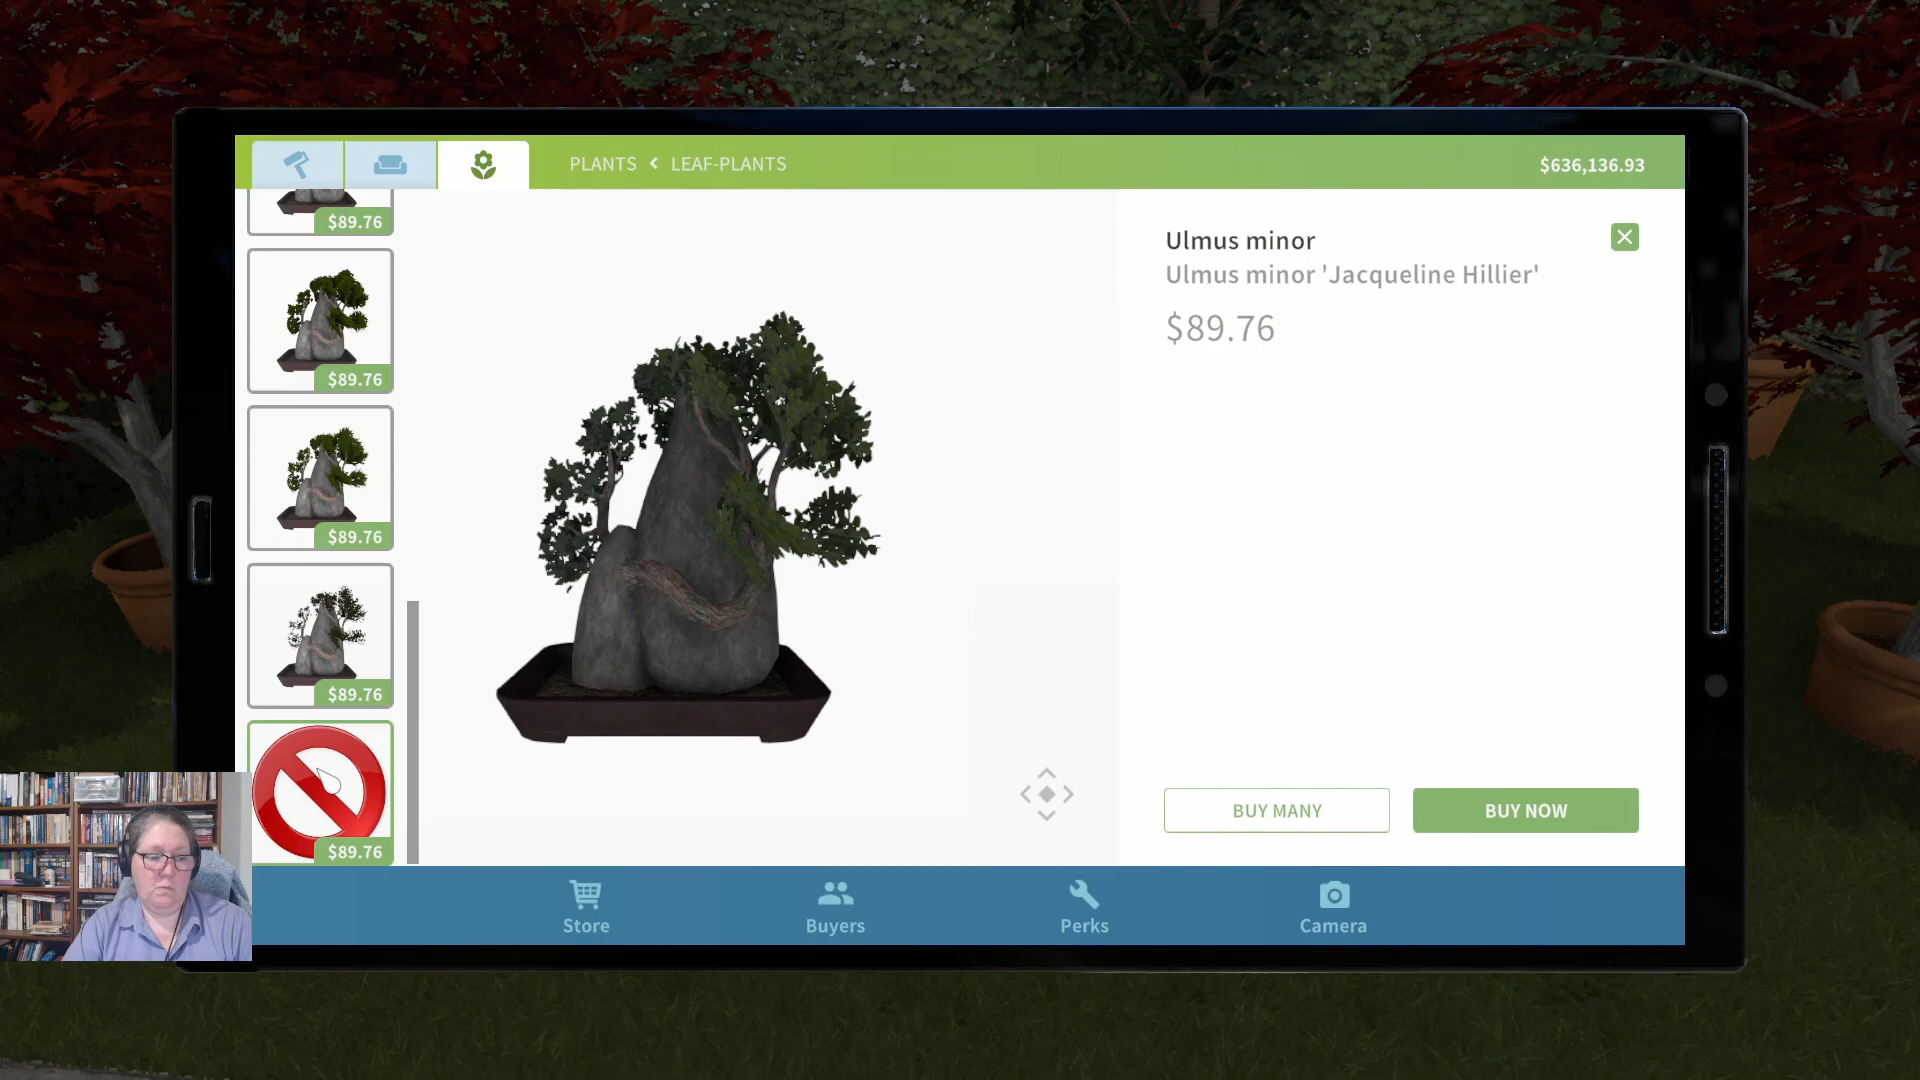 PLANTS < LEAF-PLANTS
$636,136.93
$89.76
$89.76
$89.76
$89.76
$89.76
Ulmus minor
Ulmus minor 'Jacqueline Hillier'
$89.76
BUY MANY
BUY NOW
Store
Buyers
Perks
Camera